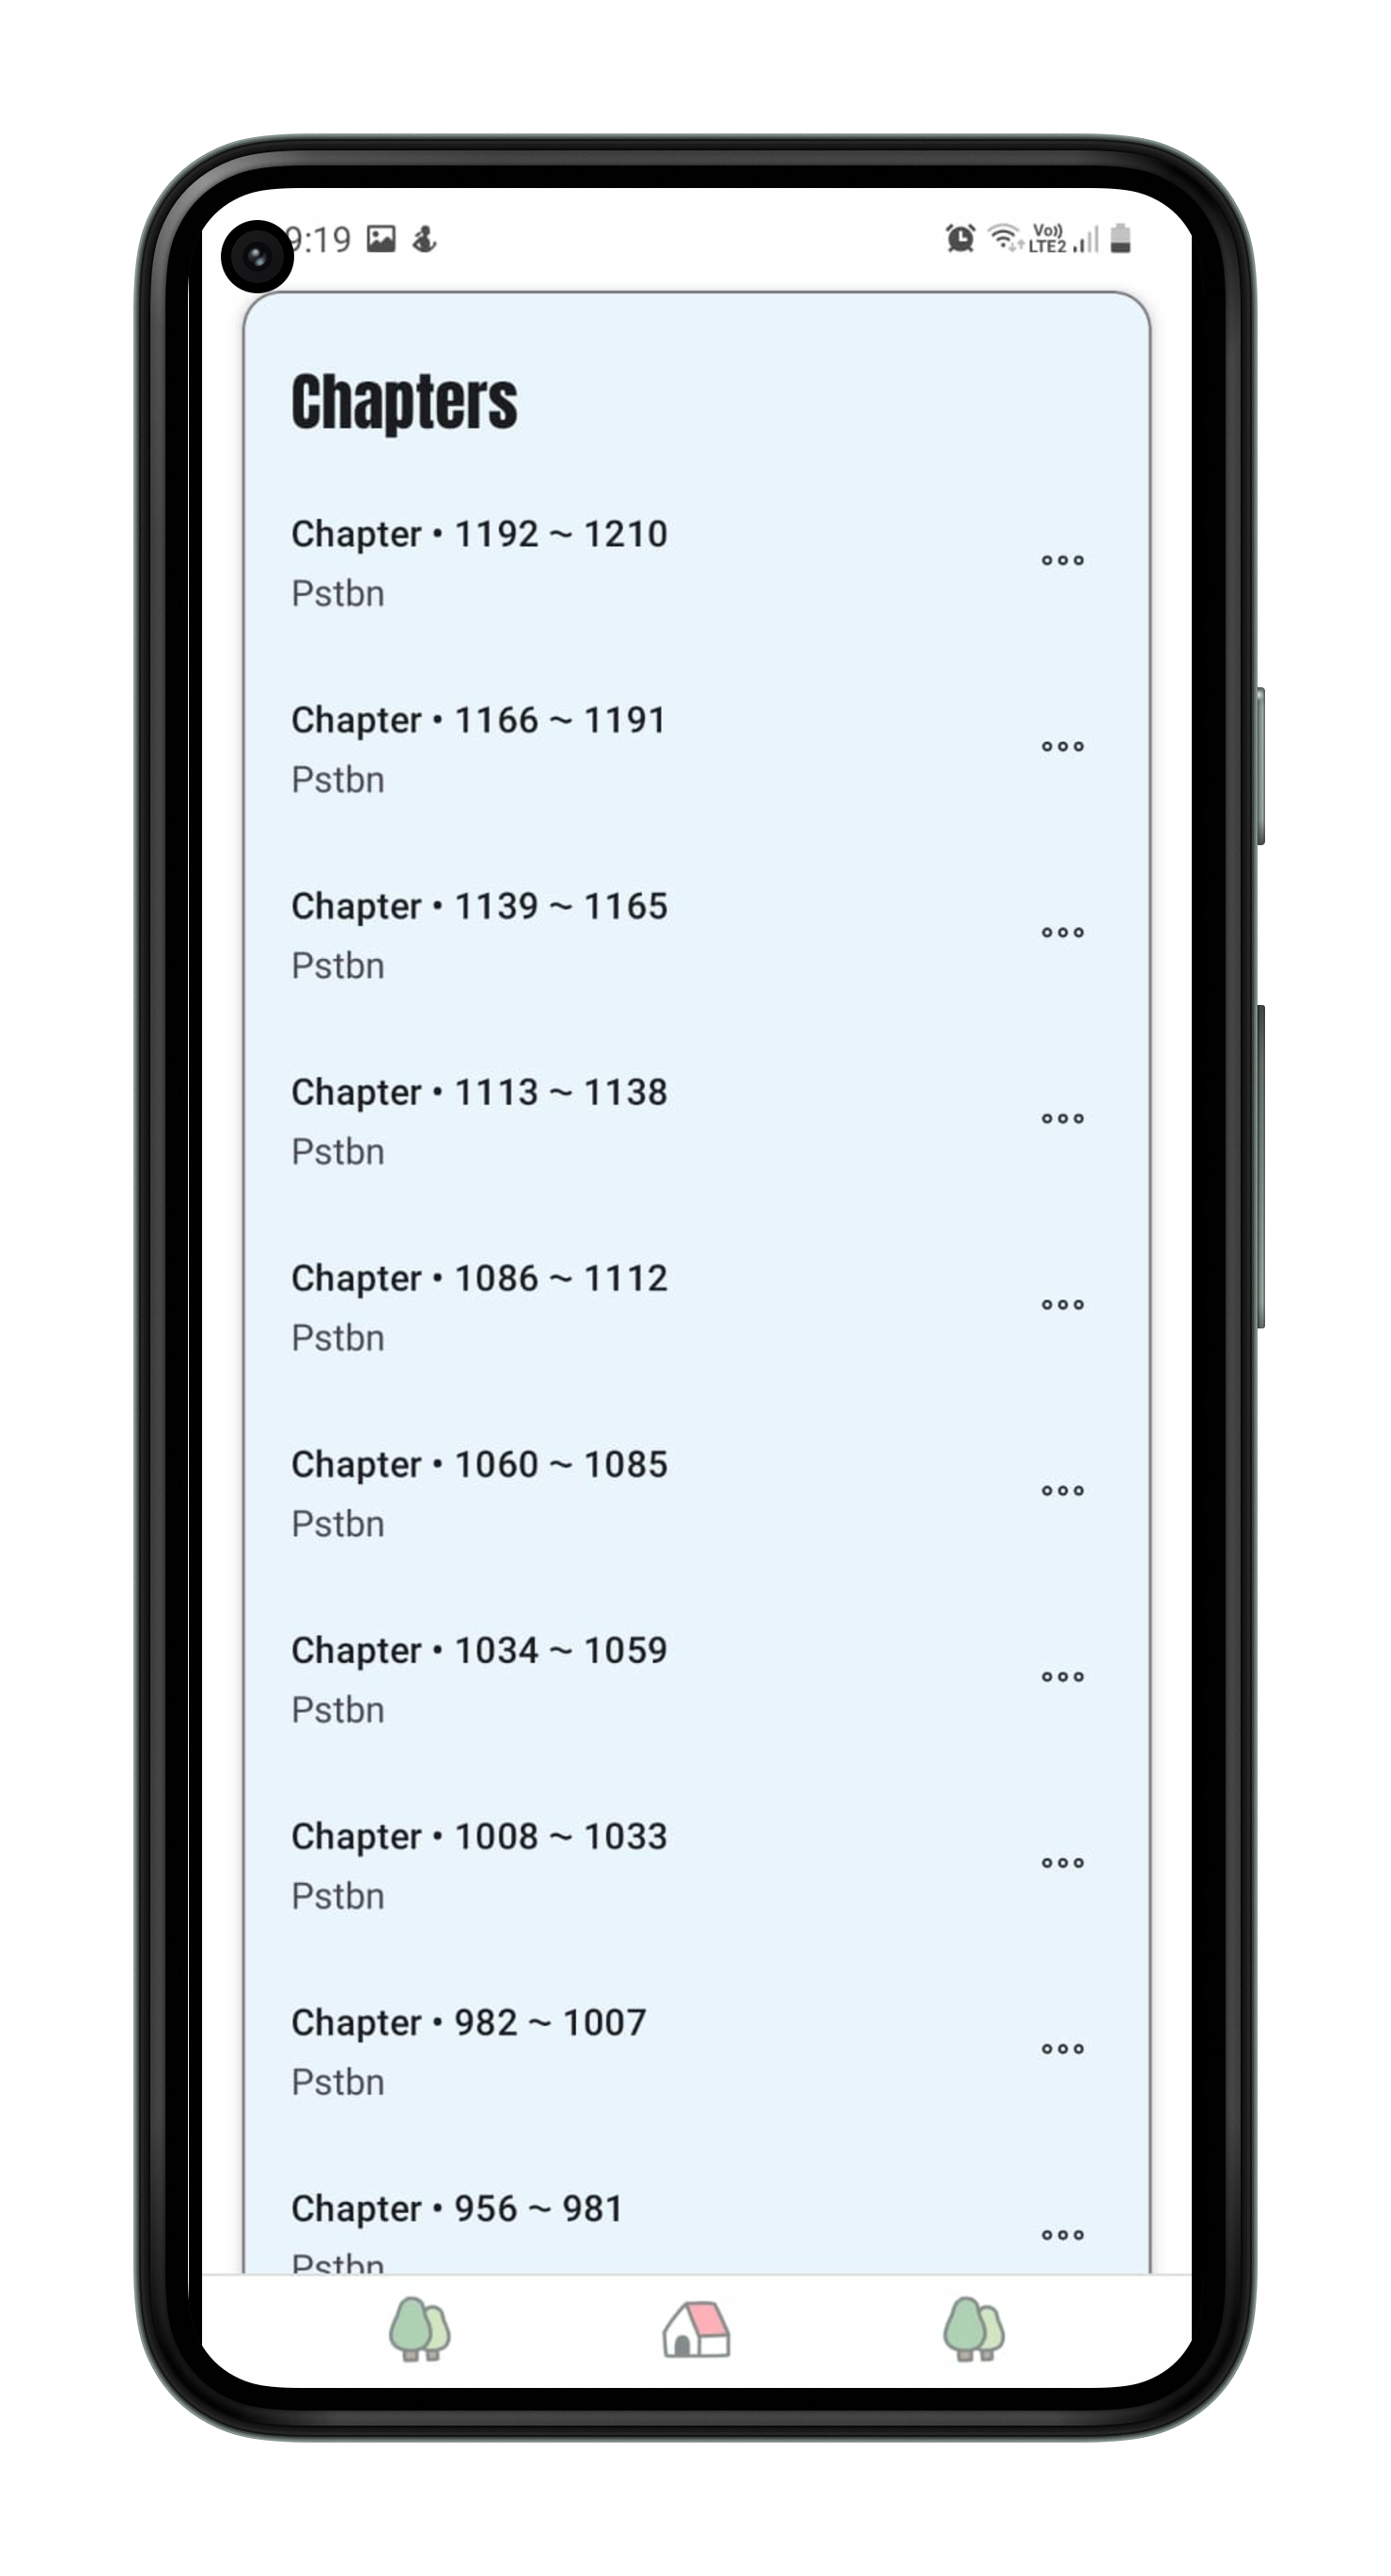 9:19
Vo))
LTE2
Chapters
Chapter • 1192 ~ 1210
Pstbn
Chapter • 1166 ~ 1191
Pstbn
Chapter • 1139 ~ 1165
Pstbn
Chapter • 1113 ~ 1138
Pstbn
Chapter • 1086 ~ 1112
Pstbn
Chapter • 1060 ~ 1085
Pstbn
Chapter • 1034 ~ 1059
Pstbn
Chapter • 1008 ~ 1033
Pstbn
Chapter • 982 ~ 1007
Pstbn
Chapter • 956 ~ 981
Pstbn